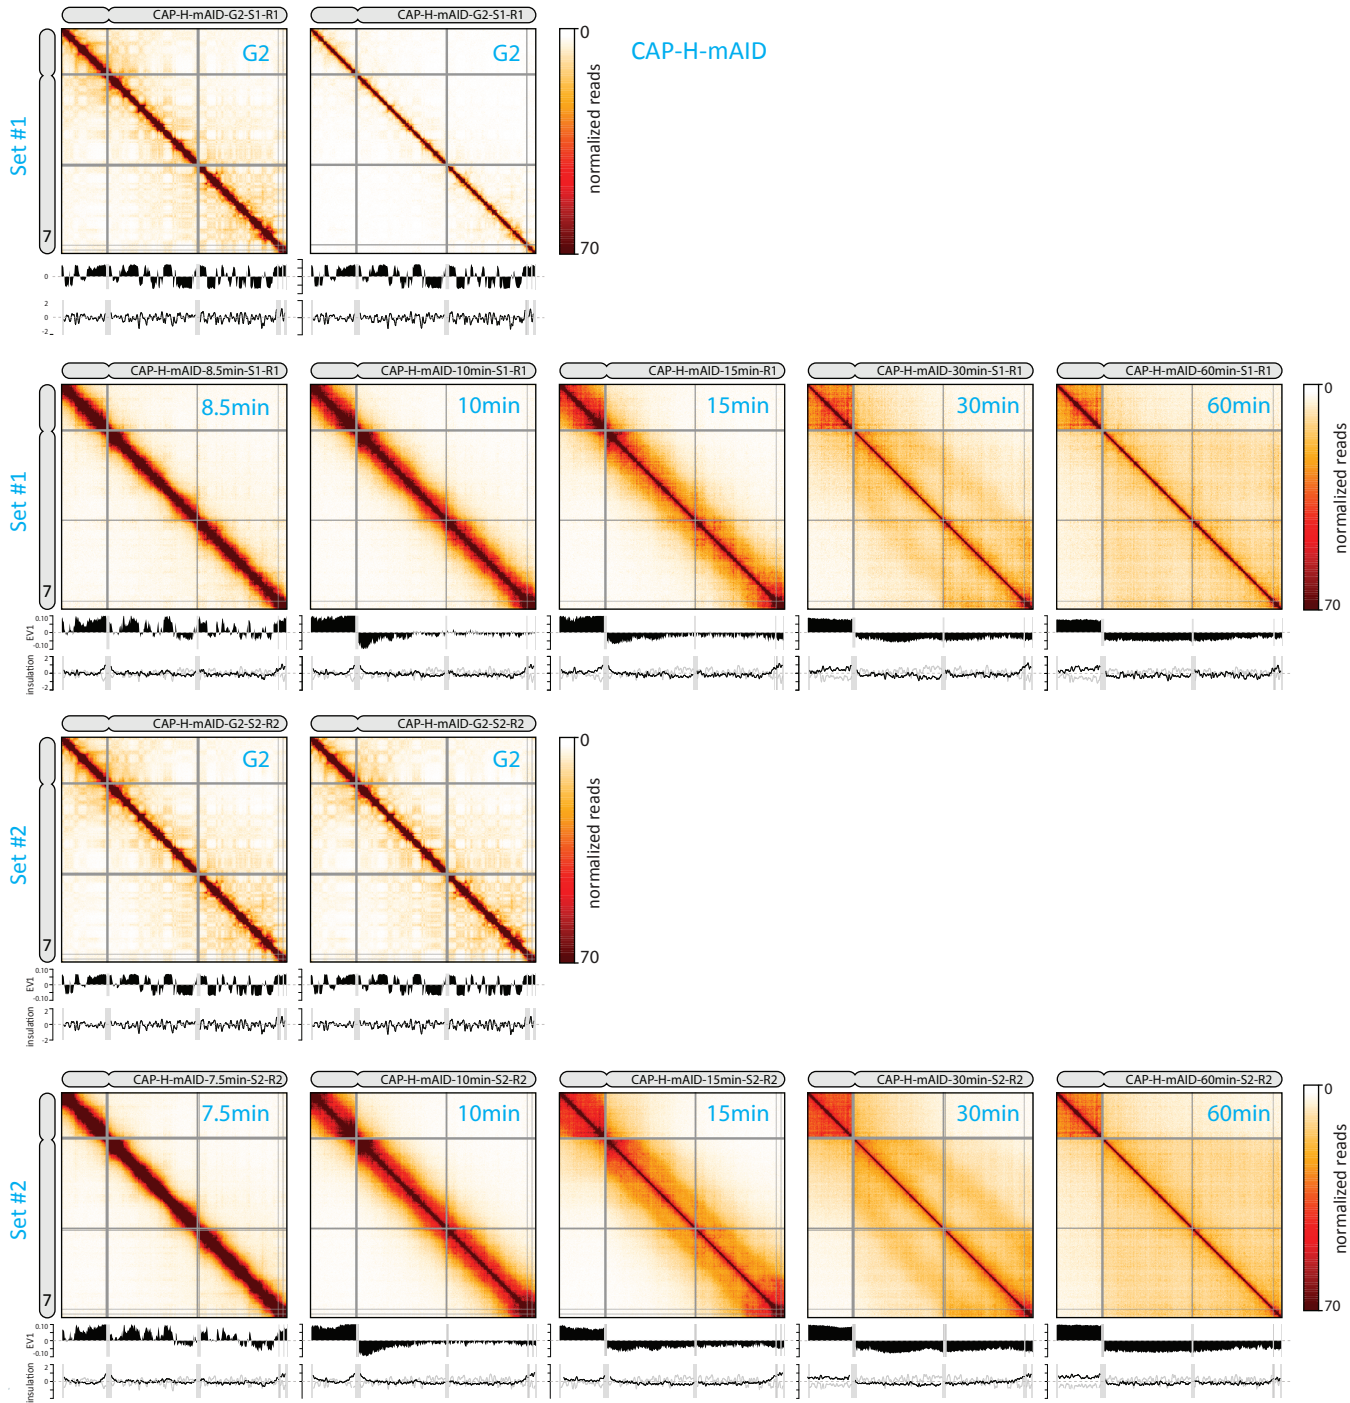 CAP-H-mAID-G2-S1-R1
CAP-H-mAID-G2-S1-R1
G2
G2
0
normalized reads
70
CAP-H-mAID
Set #1
7
0
2
0
-2
CAP-H-mAID-8.5min-S1-R1
CAP-H-mAID-10min-S1-R1
CAP-H-mAID-15min-R1
CAP-H-mAID-30min-S1-R1
CAP-H-mAID-60min-S1-R1
8.5min
10min
15min
30min
60min
0
normalized reads
70
Set #1
7
EV1
0.10
0
-0.10
insulation
2
0
-2
CAP-H-mAID-G2-S2-R2
CAP-H-mAID-G2-S2-R2
G2
G2
0
normalized reads
70
Set #2
7
EV1
0.10
0
-0.10
insulation
2
0
-2
CAP-H-mAID-7.5min-S2-R2
CAP-H-mAID-10min-S2-R2
CAP-H-mAID-15min-S2-R2
CAP-H-mAID-30min-S2-R2
CAP-H-mAID-60min-S2-R2
7.5min
10min
15min
30min
60min
0
normalized reads
70
Set #2
7
EV1
0.10
0
-0.10
insulation
2
0
-2